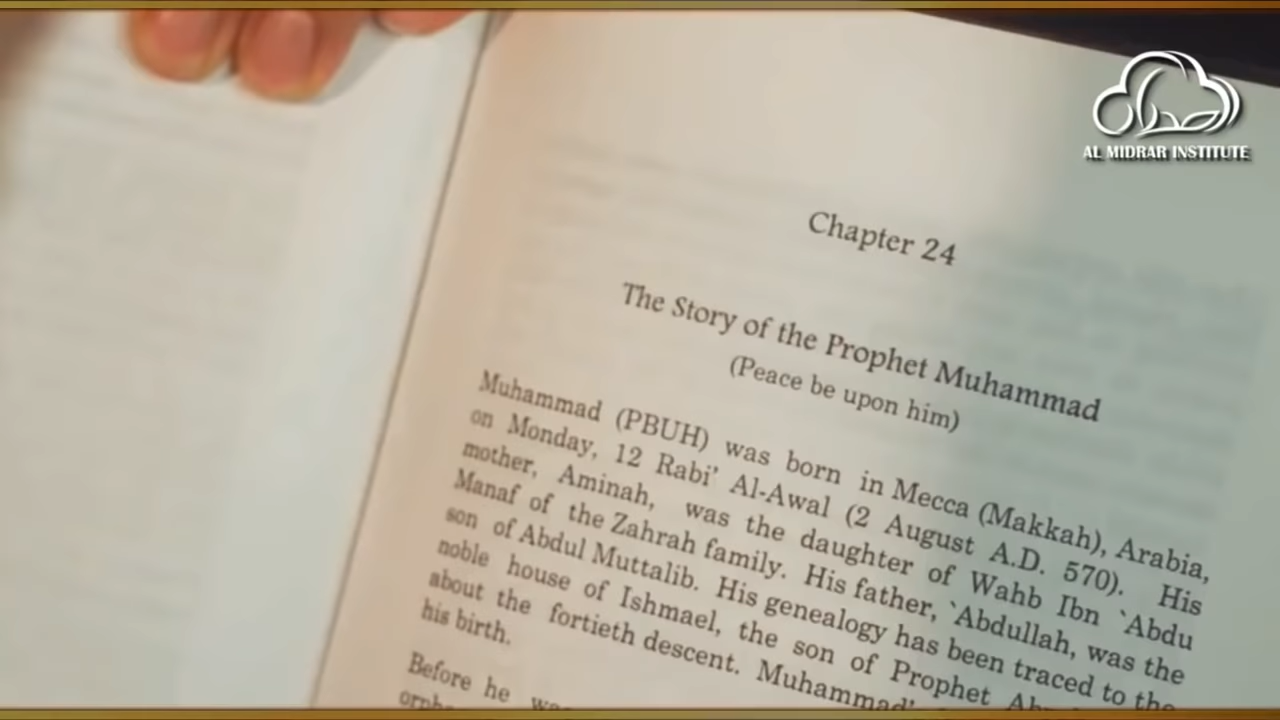 AL MIDRAR INSTITUTE
Chapter 24
The Story of the Prophet Muhammad
(Peace be upon him)
Muhammad (PBUH) was born in Mecca (Makkah), Arabia,
on Monday, 12 Rabi' Al-Awal (2 August A.D. 570). His
mother, Aminah, was the daughter of Wahb Ibn `Abdu
Manaf of the Zahrah family. His father, `Abdullah, was the
son of Abdul Muttalib. His genealogy has been traced to the
noble house of Ishmael, the son of Prophet
about the fortieth descent.
his birth.
Before he